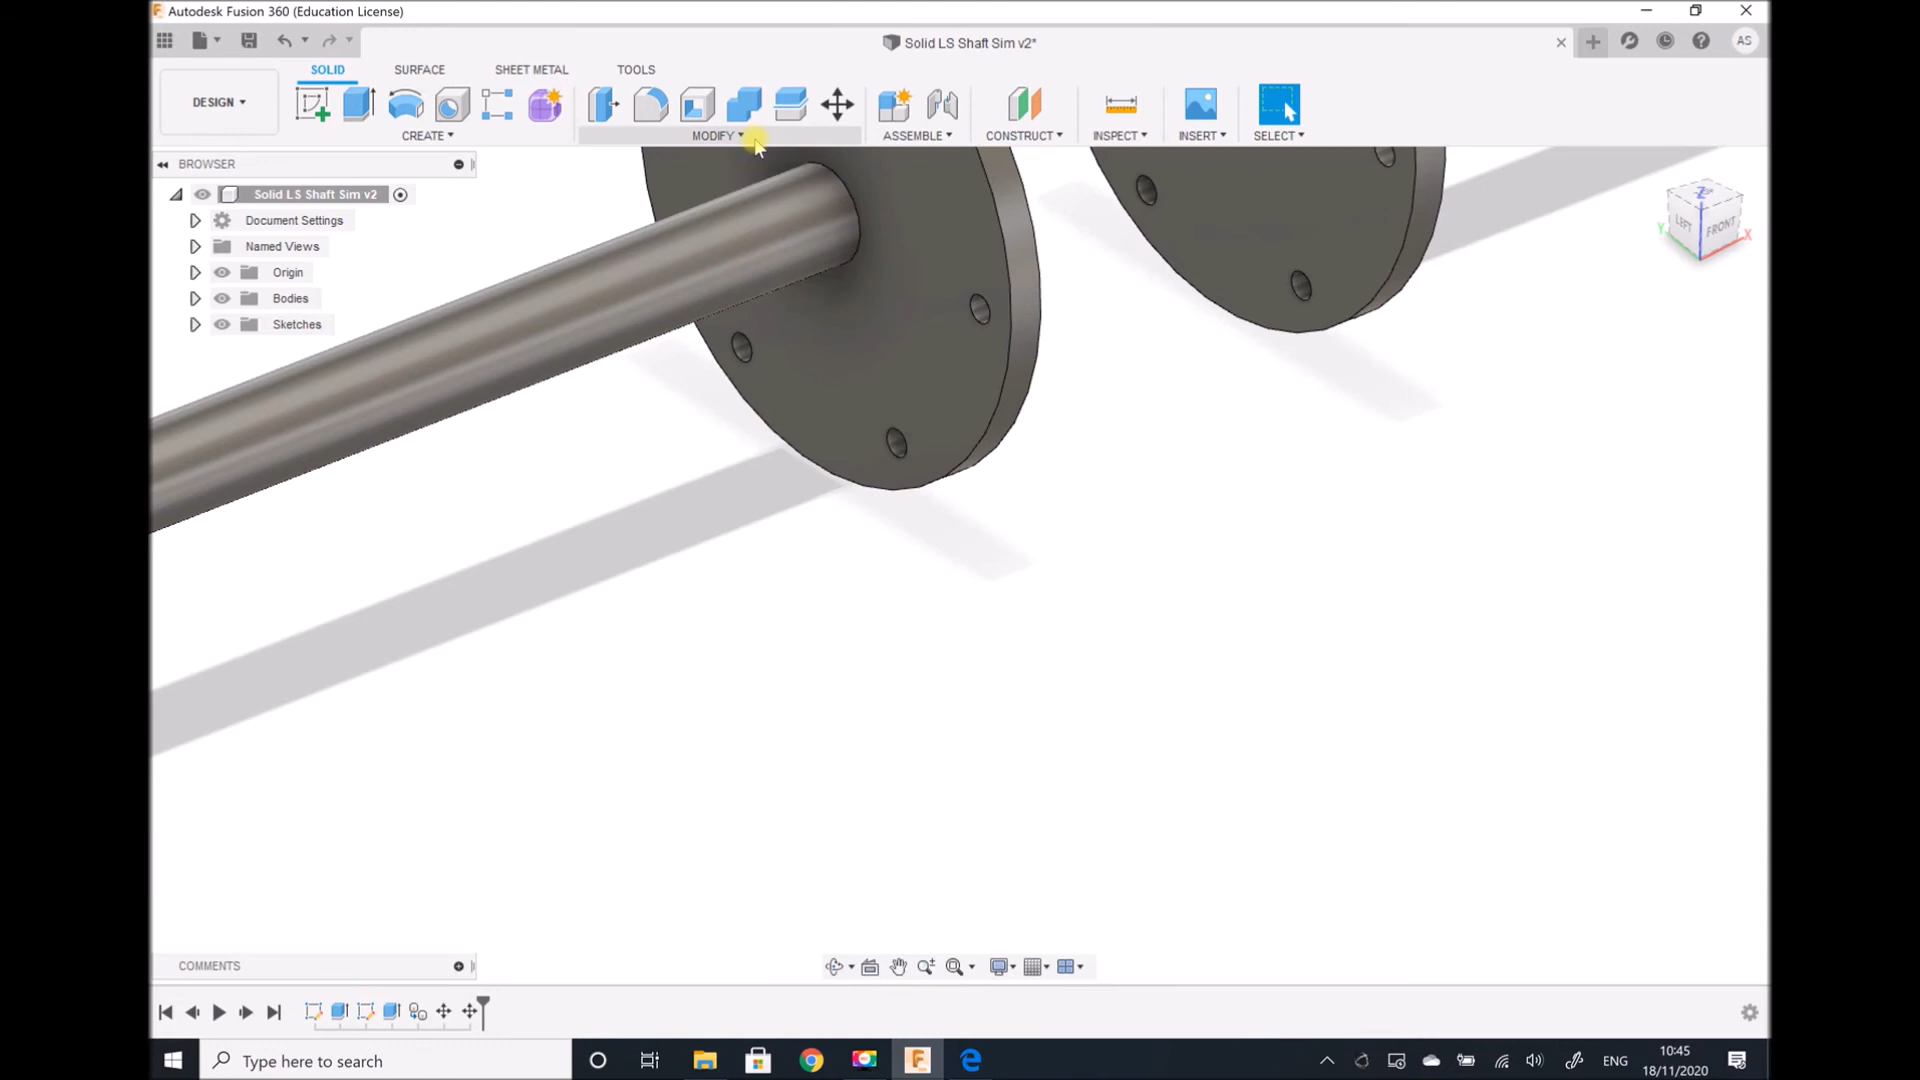 Autodesk Fusion 360 (Education License)
Solid LS Shaft Sim v2*
AS
SOLID
SURFACE
SHEET METAL
TOOLS
DESIGN
CREATE
MODIFY
ASSEMBLE
CONSTRUCT
INSPECT
INSERT
SELECT
BROWSER
Solid LS Shaft Sim v2
Document Settings
Named Views
Origin
Bodies
Sketches
Z
LEFT
FRONT
Y
X
COMMENTS
Type here to search
ENG
10:45
18/11/2020